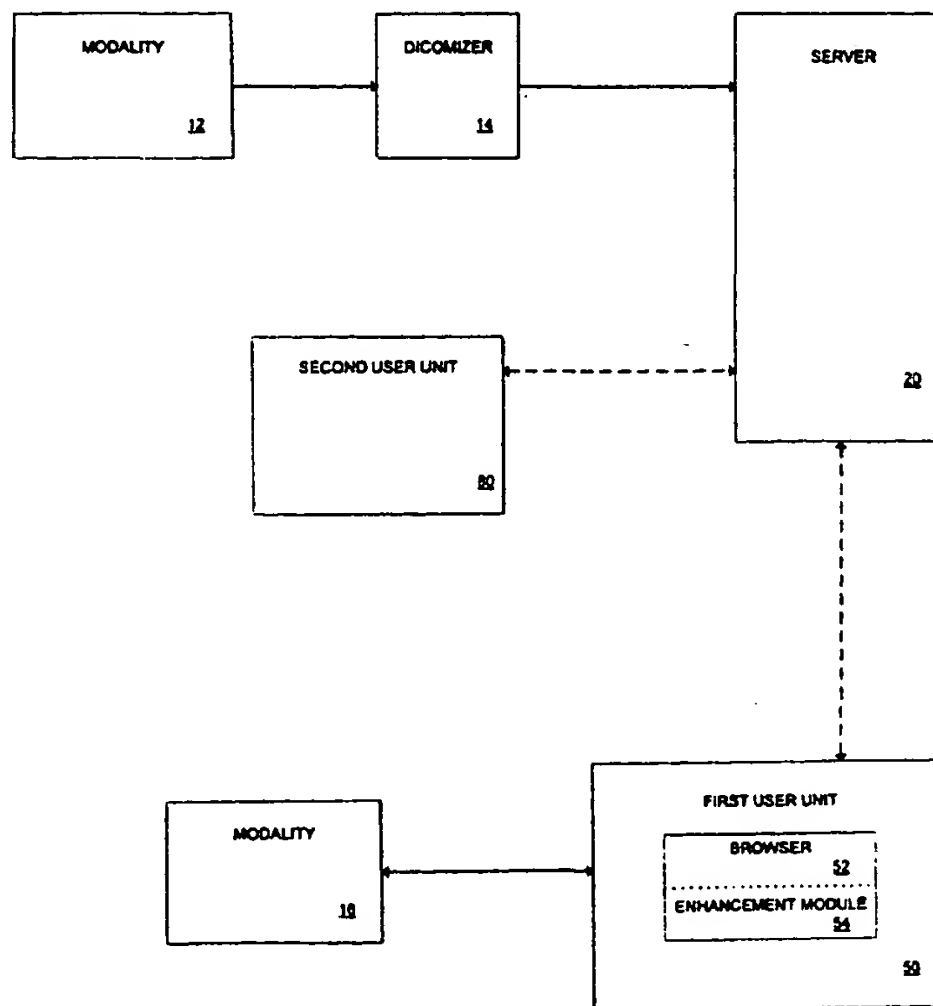 MODALITY
12
DICOMIZER
14
SERVER
20
SECOND USER UNIT
80
MODALITY
16
FIRST USER UNIT
BROWSER
52
ENHANCEMENT MODULE
54
50